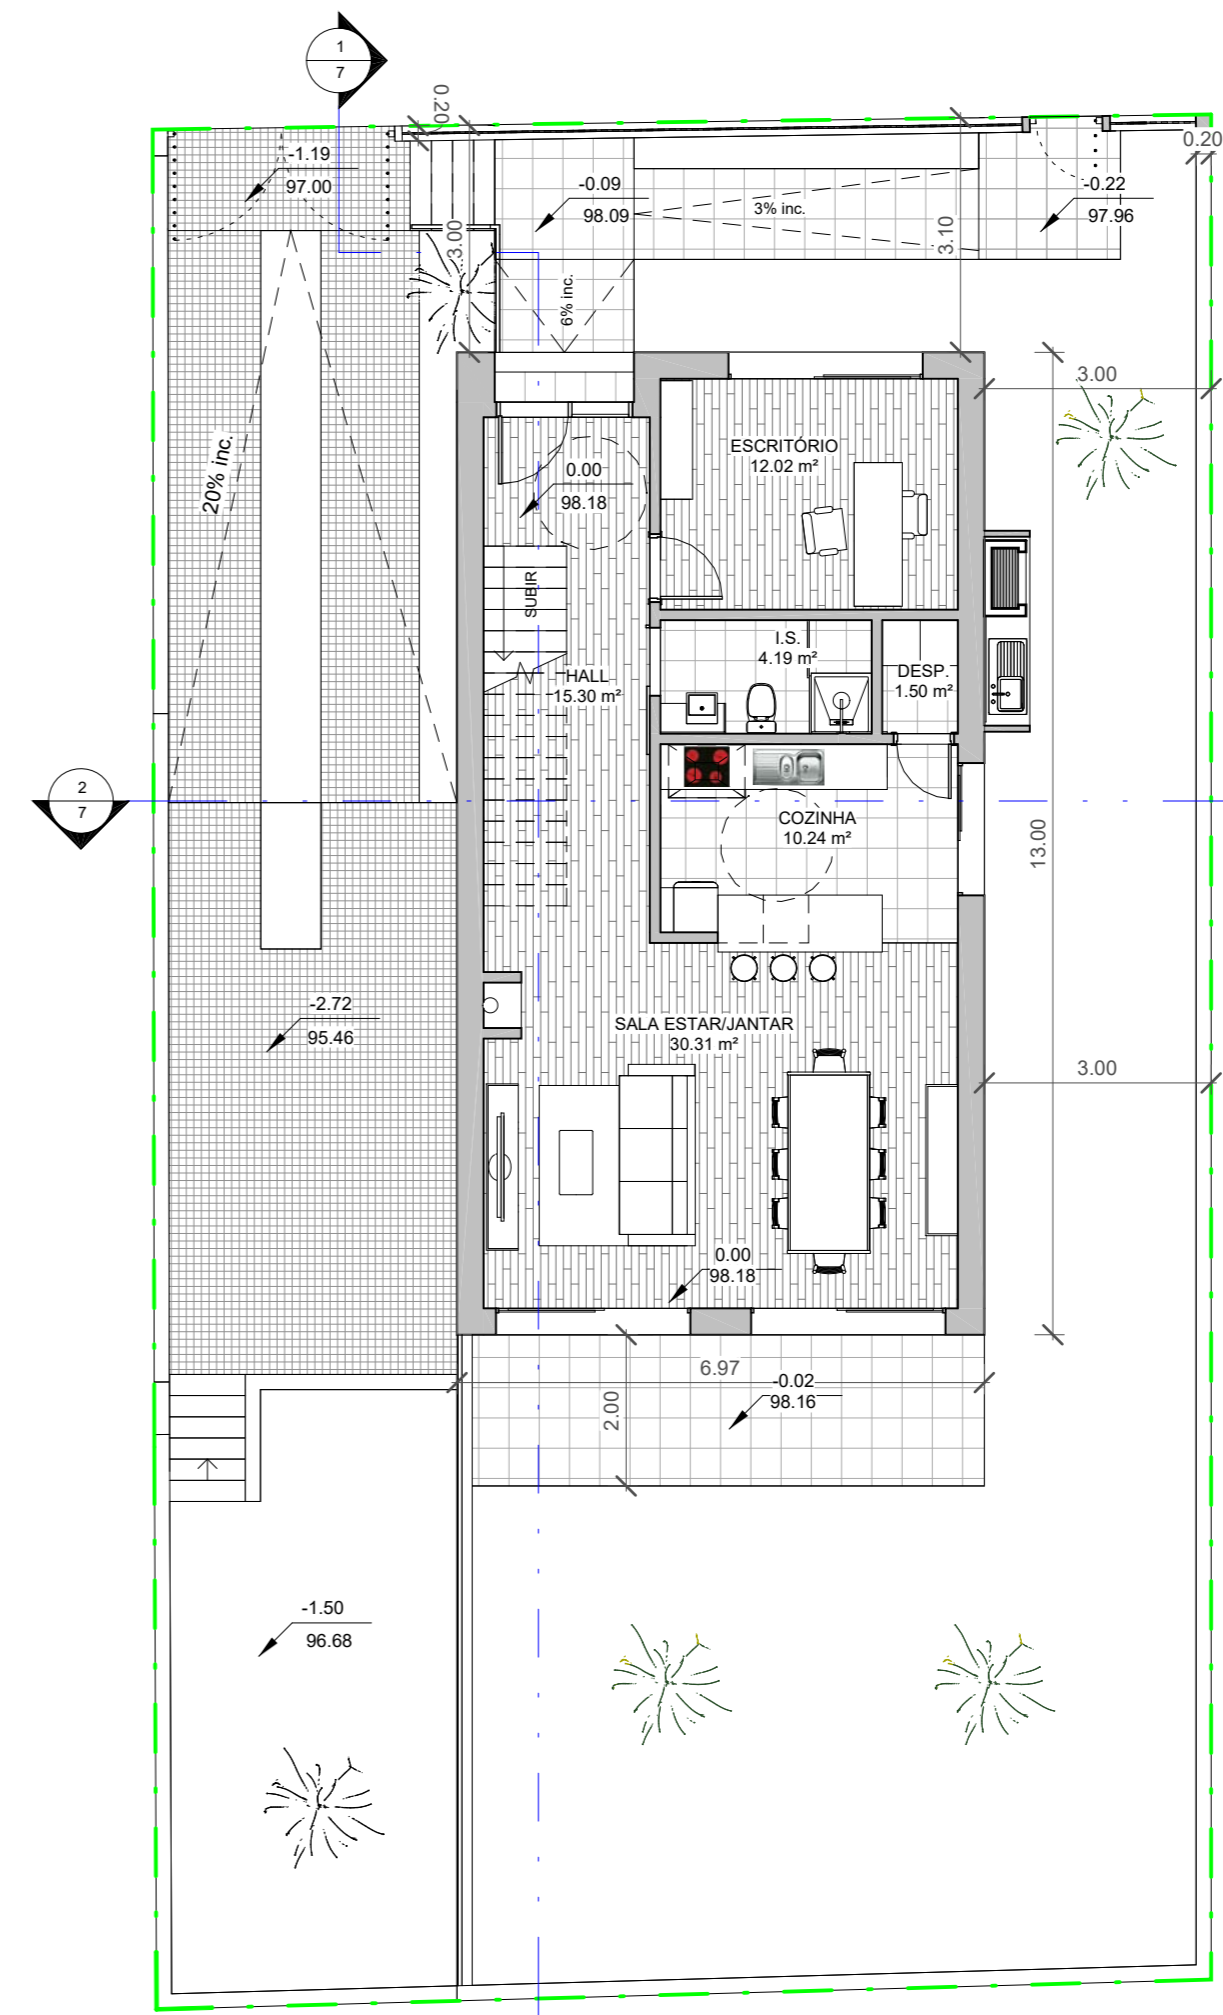 1
7
0.20
-1.19
97.00
-0.09
98.09
3% inc.
-0.22
97.96
0.20
3.00
3.10
6% inc.
20% inc.
3.00
ESCRITÓRIO
12.02 m²
0.00
98.18
SUBIR
I.S.
4.19 m²
HALL
15.30 m²
DESP.
1.50 m²
2
7
COZINHA
10.24 m²
13.00
-2.72
95.46
SALA ESTAR/JANTAR
30.31 m²
3.00
0.00
98.18
6.97
-0.02
98.16
2.00
-1.50
96.68